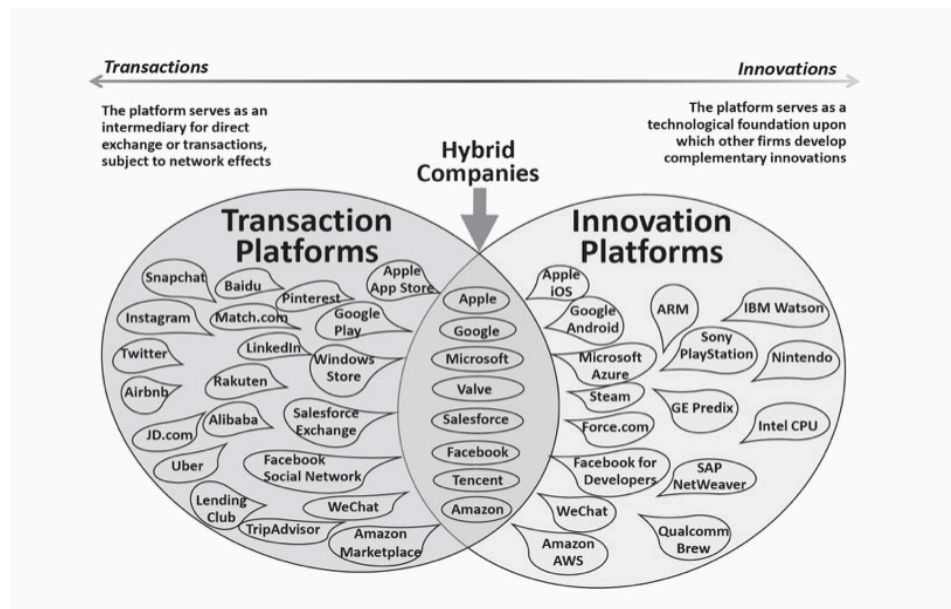 Transactions
Innovations
The platform serves as an
intermediary for direct
exchange or transactions,
subject to network effects
The platform serves as a
technological foundation upon
which other firms develop
complementary innovations
Hybrid
Companies
Transaction
Platforms
Snapchat
Baidu
Pinterest
Apple
App Store
Instagram
Match.com
Google
Play
Twitter
LinkedIn
Windows
Store
Airbnb
Rakuten
JD.com
Alibaba
Salesforce
Exchange
Uber
Facebook
Social Network
Lending
Club
WeChat
TripAdvisor
Amazon
Marketplace
Apple
Google
Microsoft
Valve
Salesforce
Facebook
Tencent
Amazon
Innovation
Platforms
Apple
iOS
Google
Android
ARM
IBM Watson
Microsoft
Azure
Sony
PlayStation
Nintendo
Steam
GE Predix
Force.com
Intel CPU
Facebook for
Developers
SAP
NetWeaver
WeChat
Qualcomm
Brew
Amazon
AWS